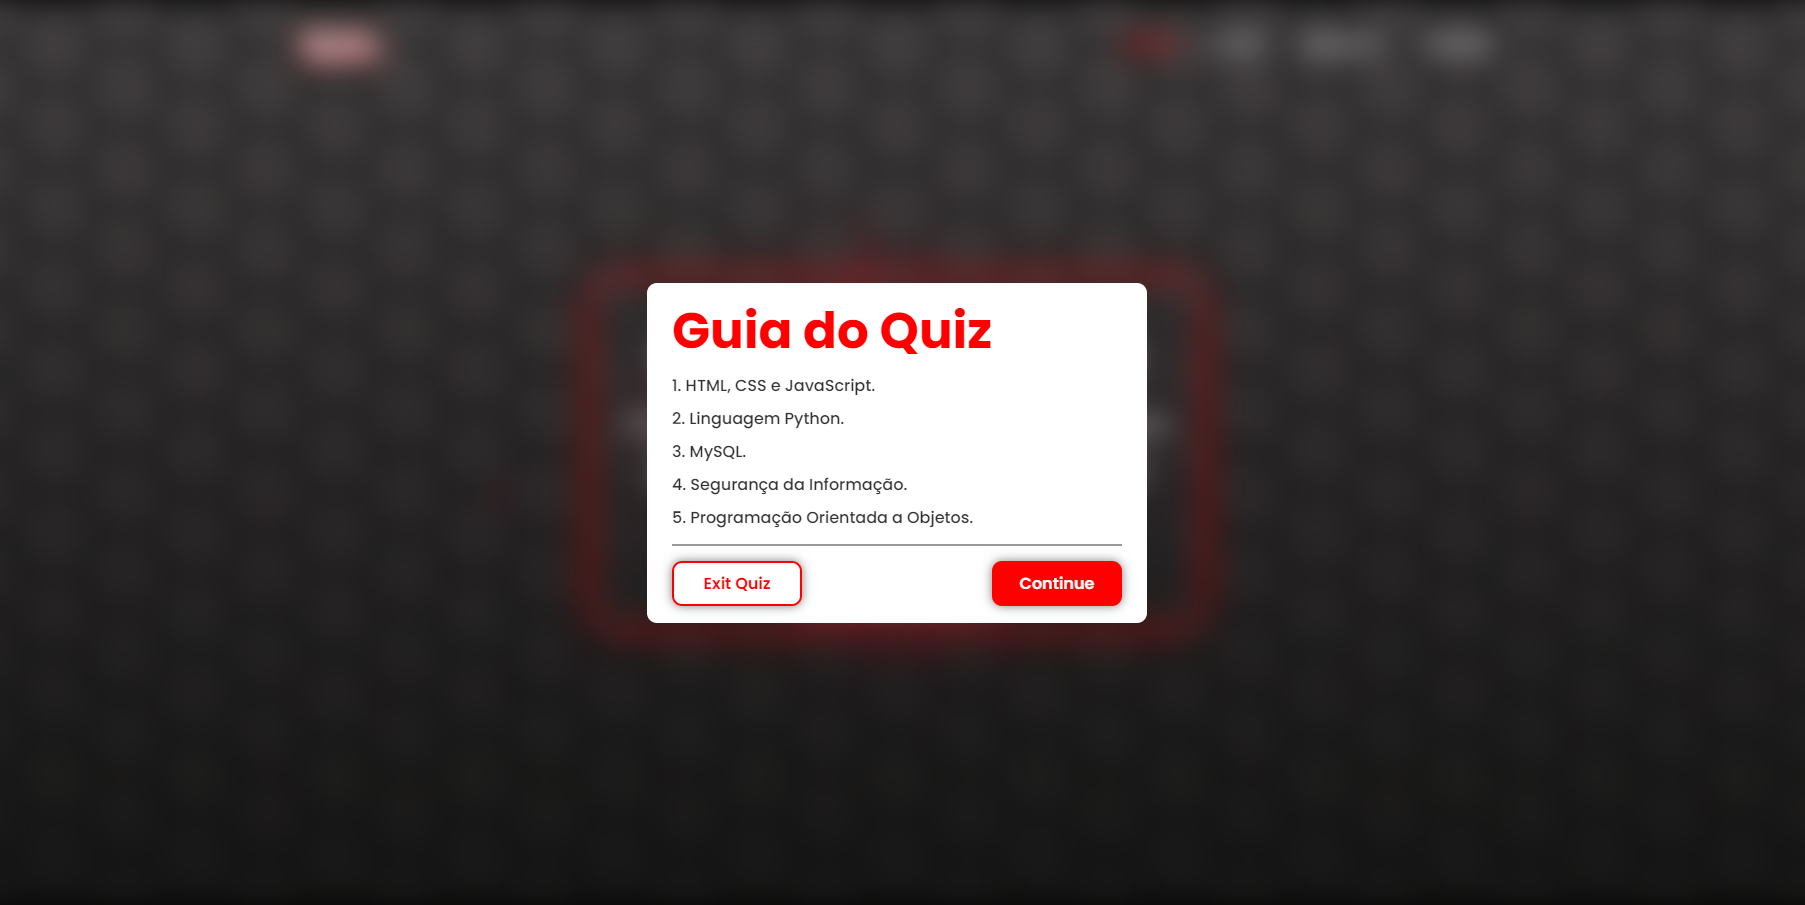 Guia do Quiz
1. HTML, CSS e JavaScript.
2. Linguagem Python.
3. MySQL.
4. Segurança da Informação.
5. Programação Orientada a Objetos.
Exit Quiz
Continue